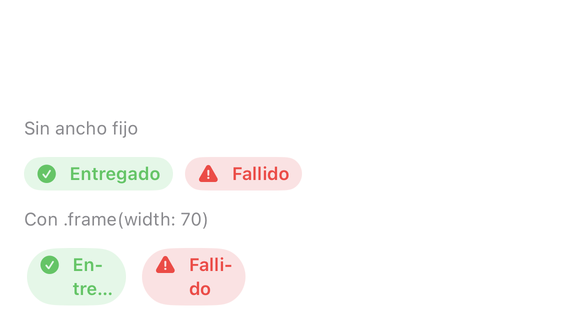 Sin ancho fijo
Entregado Fallido
Con .frame(width: 70)
En- Falli-
tre... do